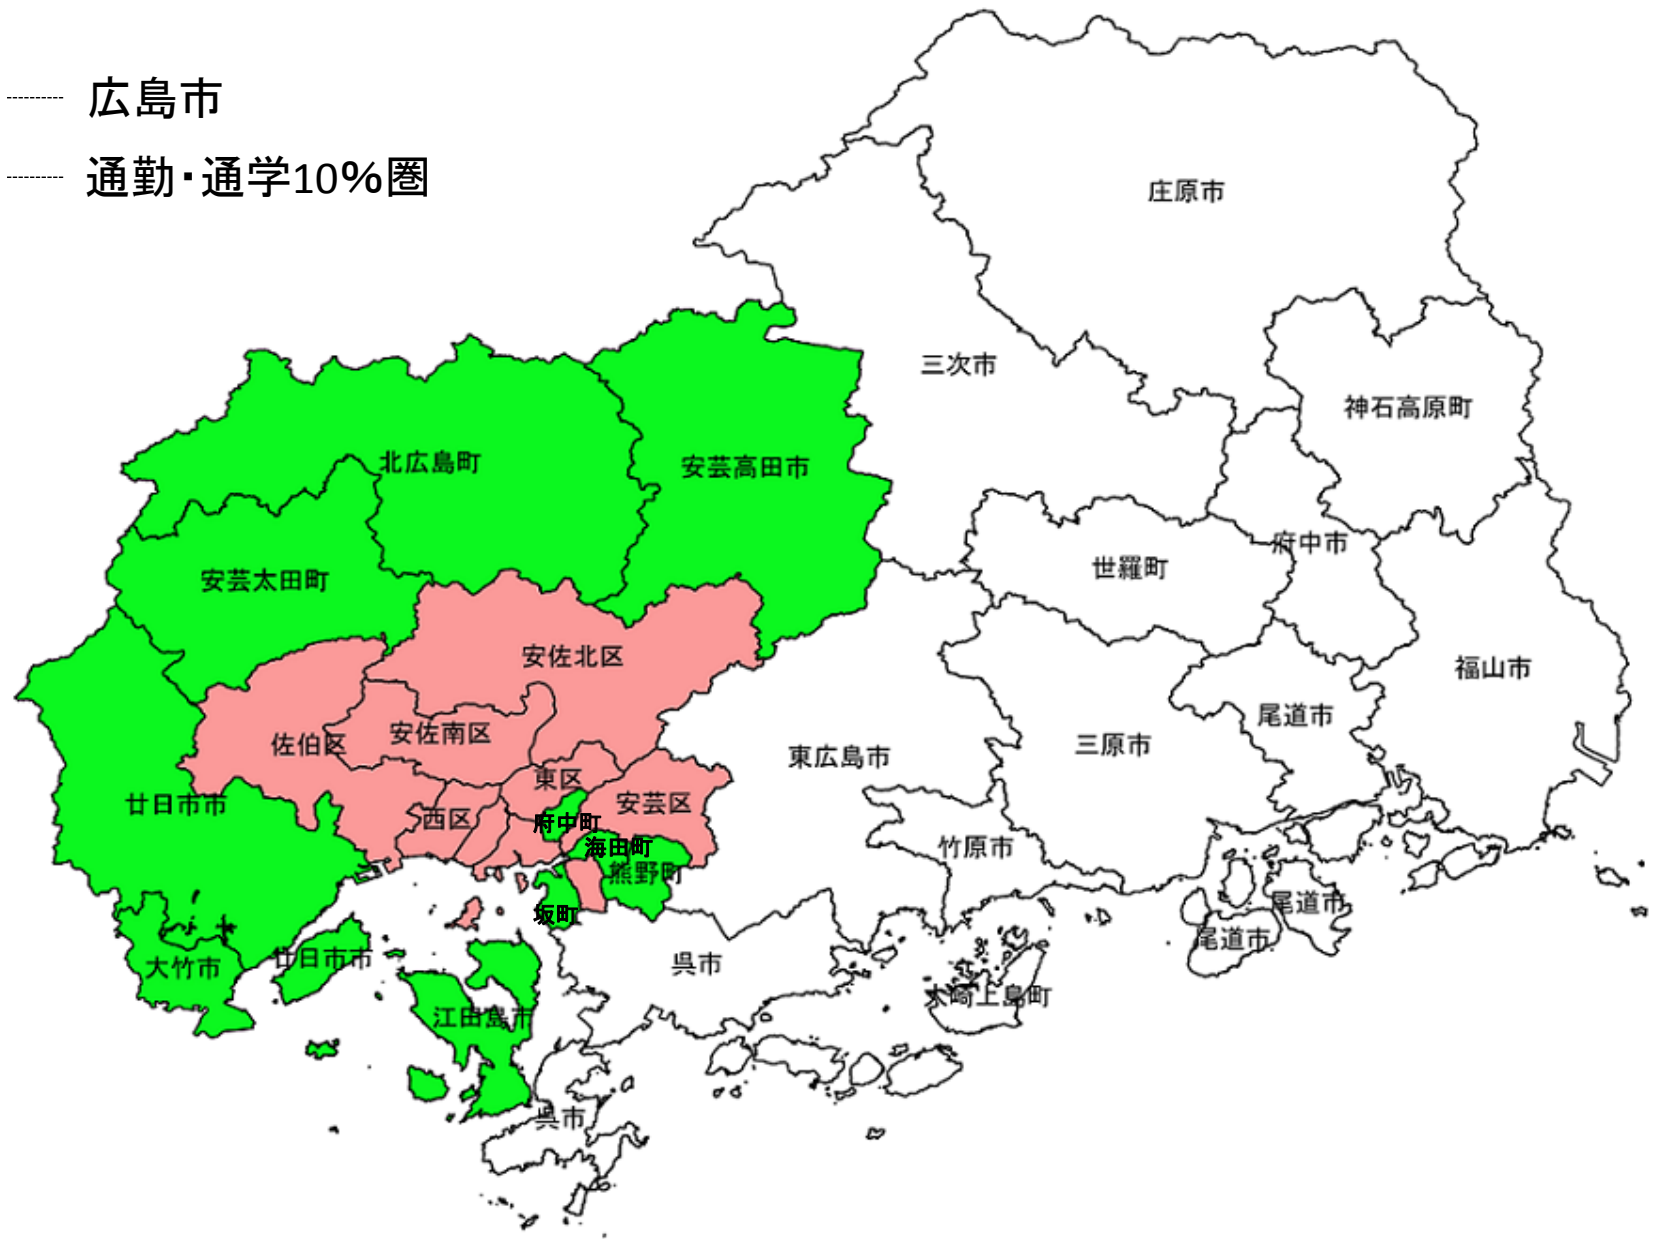 広島市
通勤・通学10%圏
庄原市
三次市
神石高原町
北広島町
安芸高田市
府中市
世羅町
安芸太田町
安佐北区
福山市
尾道市
安佐南区
佐伯区
三原市
東広島市
東区
廿日市市
安芸区
西区
府中町
海田町
竹原市
熊野町
尾道市
坂町
尾道市
廿日市市
大竹市
呉市
大崎上島町
江田島市
呉市